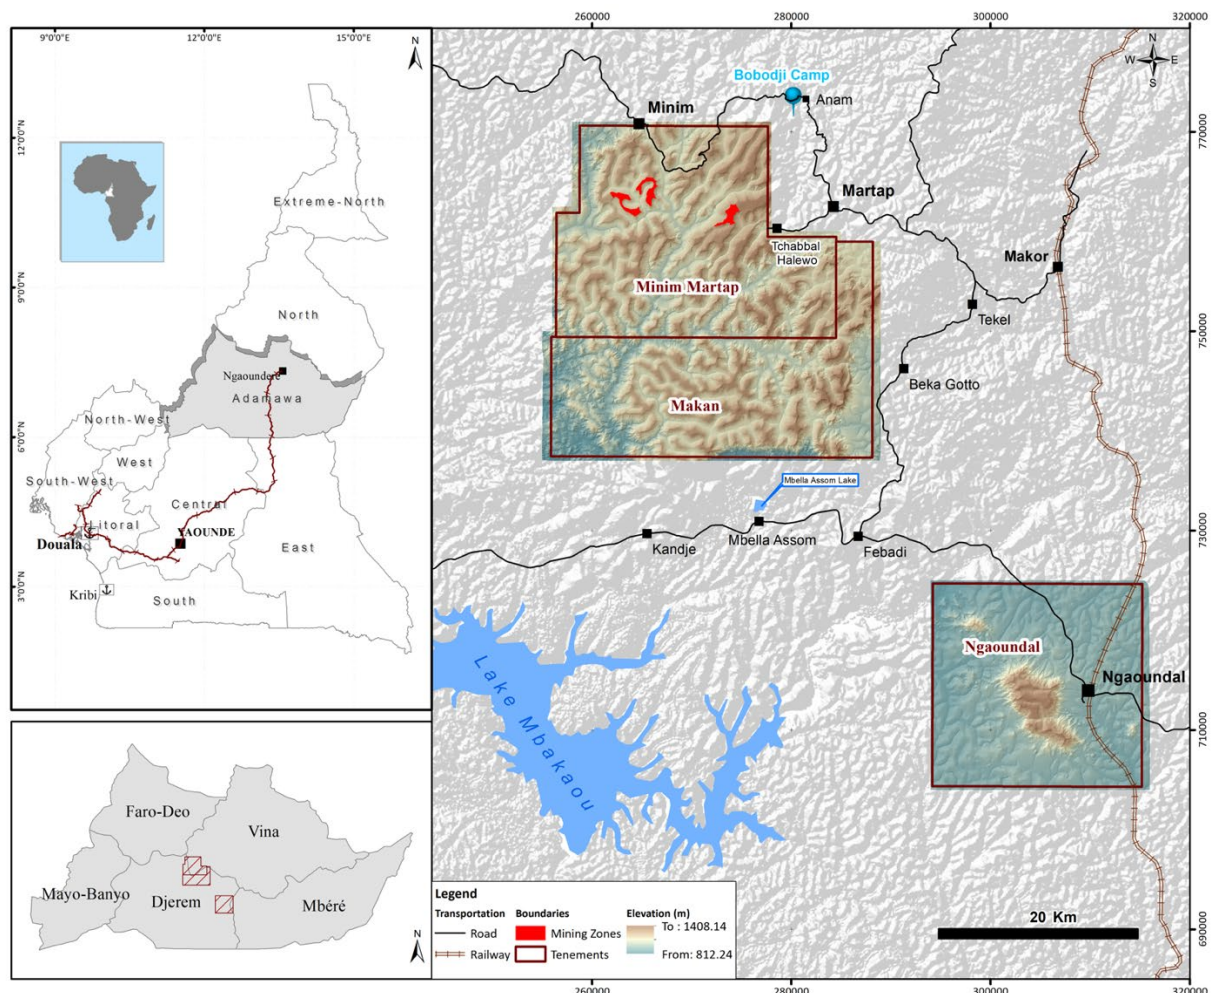 9°0'0"E
12°0'0"E
15°0'0"E
N
12°0'0"N
9°0'0"N
6°0'0"N
3°0'0"N
Extreme-North
North
Ngaoundere
Adamawa
North-West
West
South-West
Central
Litoral
YAOUNDE
Douala
East
Kribi
South
Faro-Deo
Vina
Mayo-Banyo
Djerem
Mbéré
N
260000
280000
300000
320000
N
W
E
S
770000
750000
730000
710000
690000
Bobodji Camp
Anam
Minim
Martap
Tchabbal
Halewo
Makor
Minim Martap
Tekel
Beka Gotto
Makan
Mbella Assom Lake
Kandje
Mbella Assom
Febadi
Ngaoundal
Ngaoundal
Lake Mbakaou
Legend
Transportation
Road
Railway
Boundaries
Mining Zones
Tenements
Elevation (m)
To : 1408.14
From: 812.24
20 Km
260000
280000
300000
320000